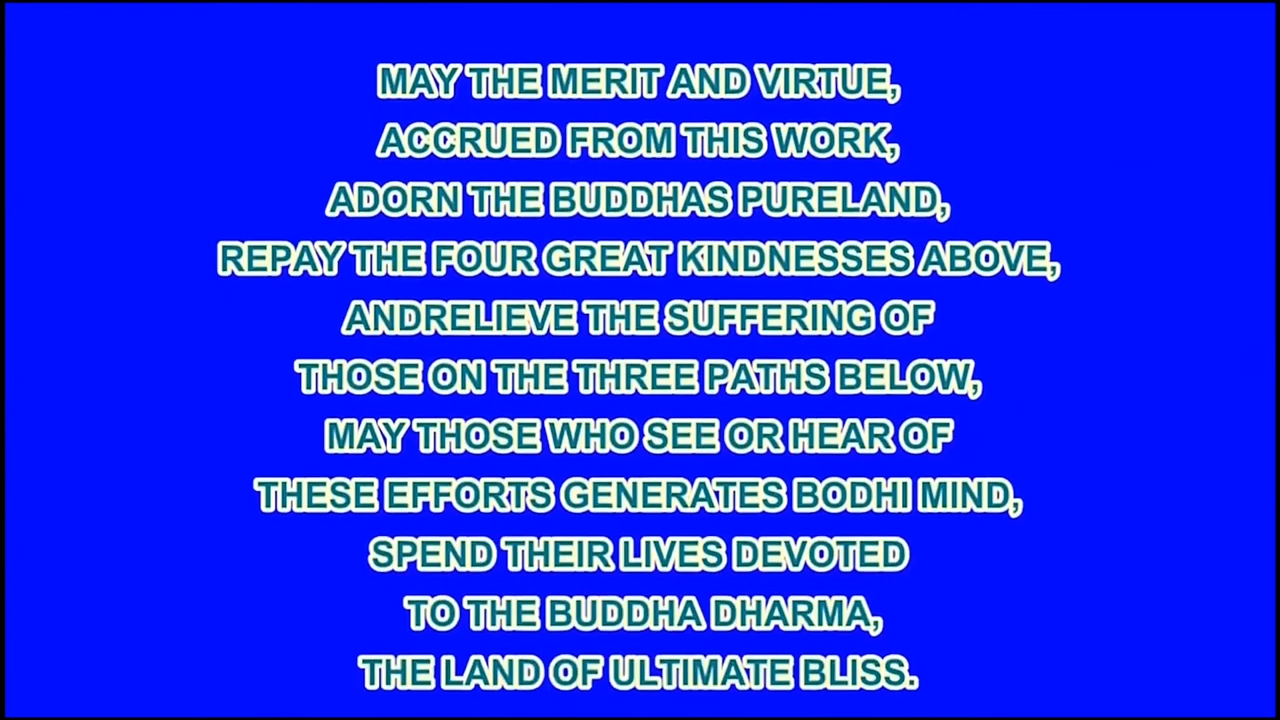 MAY THE MERIT AND VIRTUE,
ACCRUED FROM THIS WORK,
ADORN THE BUDDHAS PURELAND,
REPAY THE FOUR GREAT KINDNESSES ABOVE,
ANDRELIEVE THE SUFFERING OF
THOSE ON THE THREE PATHS BELOW,
MAY THOSE WHO SEE OR HEAR OF
THESE EFFORTS GENERATES BODHI MIND,
SPEND THEIR LIVES DEVOTED
TO THE BUDDHA DHARMA,
THE LAND OF ULTIMATE BLISS.